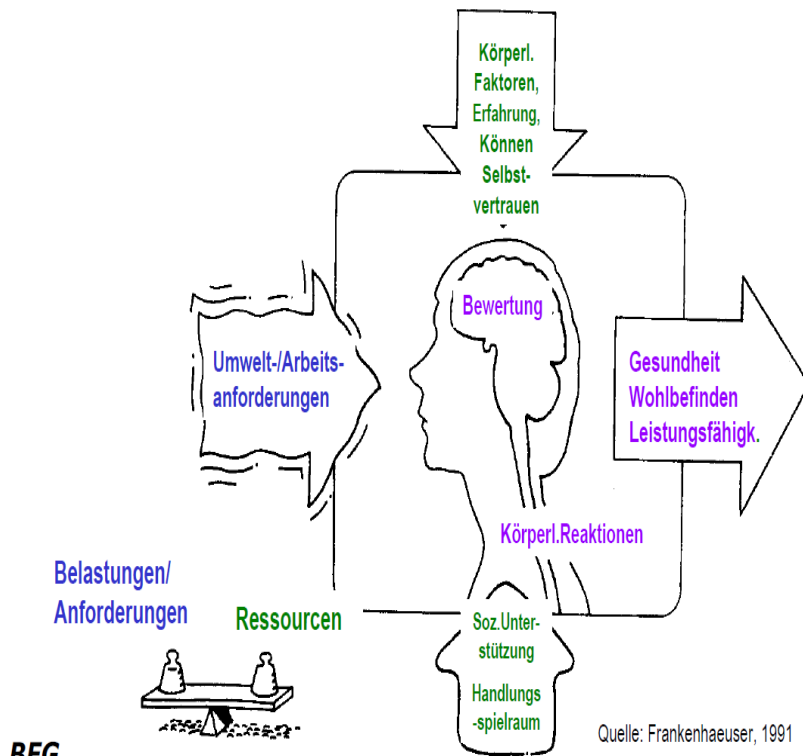 Körperl.
Faktoren,
Erfahrung,
Können
Selbst-
vertrauen
Bewertung
Umwelt-/Arbeits-
anforderungen
Gesundheit
Wohlbefinden
Leistungsfähigk.
Körperl.Reaktionen
Belastungen/
Anforderungen
Ressourcen
Soz.Unter-
stützung
Handlungs
-spielraum
Quelle: Frankenhaeuser, 1991